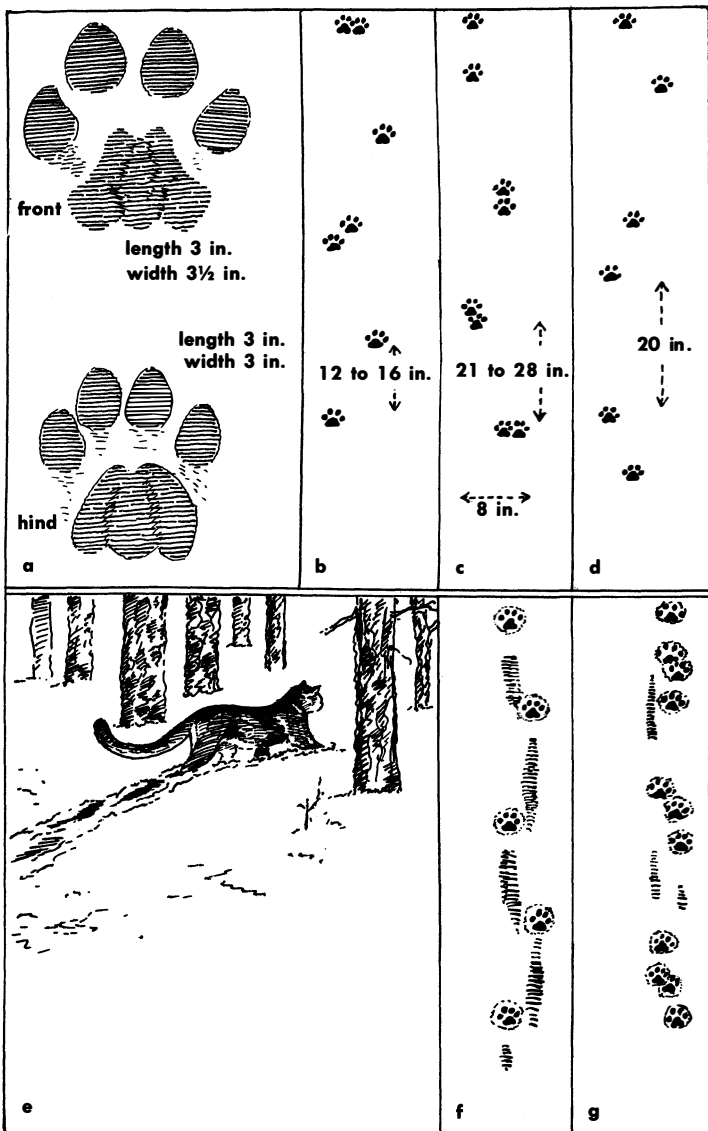 front
length 3 in.
width 3½ in.
length 3 in.
width 3 in.
hind
a
12 to 16 in.
b
21 to 28 in.
8 in.
c
20 in.
d
e
f
g